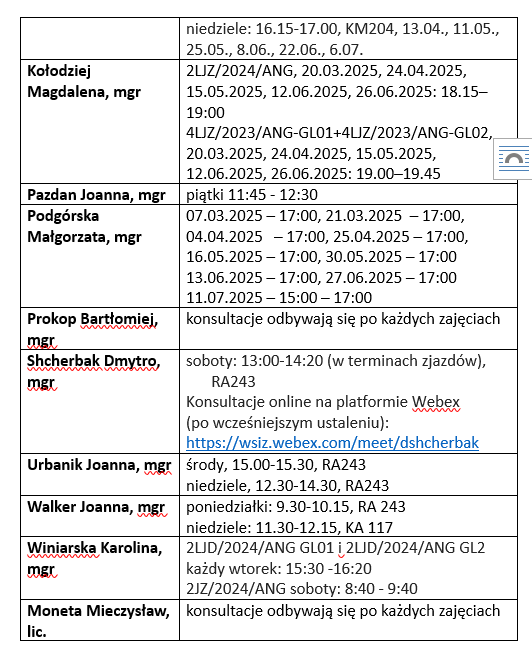 niedziele: 16.15-17.00, KM204, 13.04., 11.05.,
25.05., 8.06., 22.06., 6.07.
Kołodziej
Magdalena, mgr
2LJZ/2024/ANG, 20.03.2025, 24.04.2025,
15.05.2025, 12.06.2025, 26.06.2025: 18.15–
19:00
4LJZ/2023/ANG-GL01+4LJZ/2023/ANG-GL02,
20.03.2025, 24.04.2025, 15.05.2025,
12.06.2025, 26.06.2025: 19.00–19.45
Pazdan Joanna, mgr
piątki 11:45 - 12:30
Podgórska
Małgorzata, mgr
07.03.2025 – 17:00, 21.03.2025 – 17:00,
04.04.2025 – 17:00, 25.04.2025 – 17:00,
16.05.2025 – 17:00, 30.05.2025 – 17:00
13.06.2025 – 17:00, 27.06.2025 – 17:00
11.07.2025 – 15:00 – 17:00
Prokop Bartłomiej,
mgr
konsultacje odbywają się po każdych zajęciach
Shcherbak Dmytro,
mgr
soboty: 13:00-14:20 (w terminach zjazdów),
RA243
Konsultacje online na platformie Webex
(po wcześniejszym ustaleniu):
https://wsiz.webex.com/meet/dshcherbak
Urbanik Joanna, mgr
środy, 15.00-15.30, RA243
niedziele, 12.30-14.30, RA243
Walker Joanna, mgr
poniedziałki: 9.30-10.15, RA 243
niedziele: 11.30-12.15, KA 117
Winiarska Karolina,
mgr
2LJD/2024/ANG GL01 i 2LJD/2024/ANG GL2
każdy wtorek: 15:30 -16:20
2JZ/2024/ANG soboty: 8:40 - 9:40
Moneta Mieczysław,
lic.
konsultacje odbywają się po każdych zajęciach